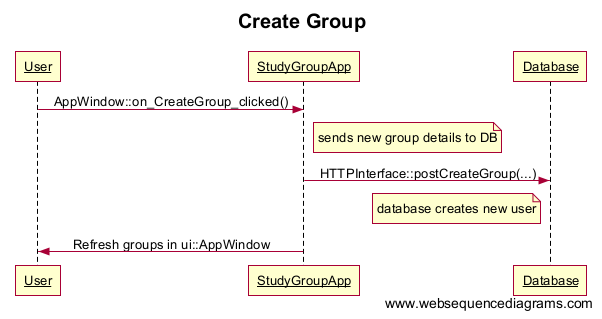 Create Group
User StudyGroupApp Database
AppWindow::on_CreateGroup_clicked()
sends new group details to DB
HTTPInterface::postCreateGroup(...)
database creates new user
Refresh groups in ui::AppWindow
User StudyGroupApp Database
www.websequencediagrams.com